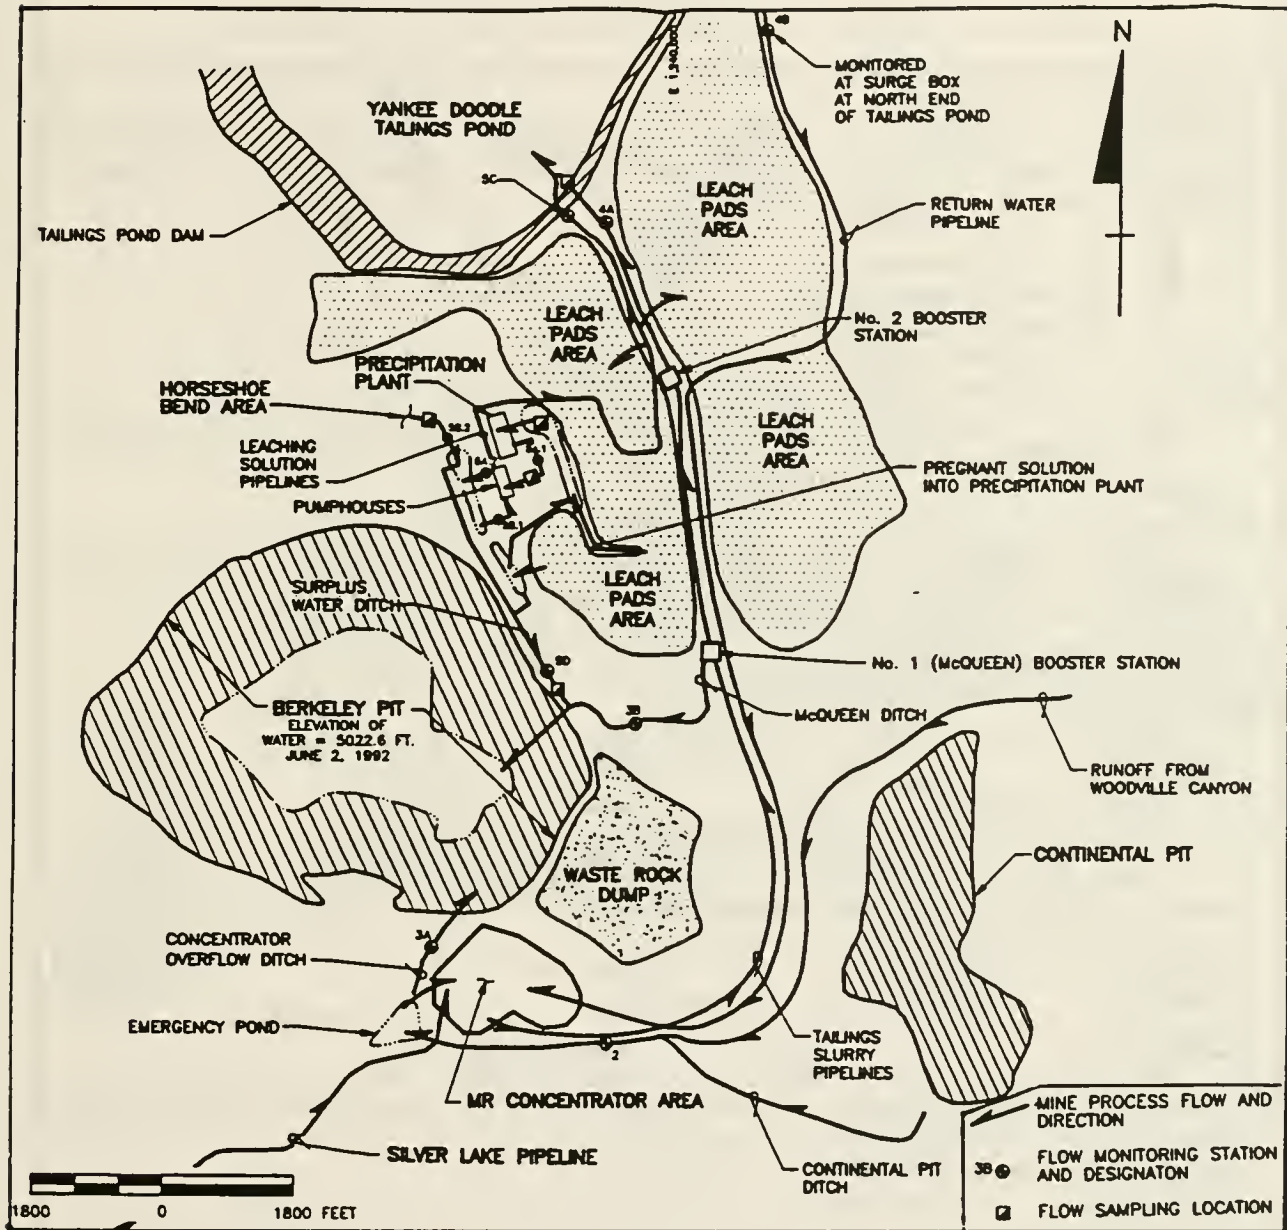 N
4B
E 1,240,000
MONITORED
AT SURGE BOX
AT NORTH END
OF TAILINGS POND
YANKEE DOODLE
TAILINGS POND
5C
4A
LEACH
PADS
AREA
RETURN WATER
PIPELINE
TAILINGS POND DAM
LEACH
PADS
AREA
No. 2 BOOSTER
STATION
PRECIPITATION
PLANT
HORSESHOE
BEND AREA
LEACHING
SOLUTION
PIPELINES
LEACH
PADS
AREA
PREGNANT SOLUTION
INTO PRECIPITATION PLANT
PUMPHOUSES
SURPLUS
WATER DITCH
LEACH
PADS
AREA
No. 1 (McQUEEN) BOOSTER STATION
5D
3B
McQUEEN DITCH
BERKELEY PIT
ELEVATION OF
WATER = 5022.6 FT.
JUNE 2, 1992
RUNOFF FROM
WOODVILLE CANYON
CONTINENTAL PIT
WASTE ROCK
DUMP
3A
CONCENTRATOR
OVERFLOW DITCH
EMERGENCY POND
2
TAILINGS
SLURRY
PIPELINES
MR CONCENTRATOR AREA
SILVER LAKE PIPELINE
CONTINENTAL PIT
DITCH
MINE PROCESS FLOW AND
DIRECTION
3B
FLOW MONITORING STATION
AND DESIGNATON
FLOW SAMPLING LOCATION
1800 0 1800 FEET